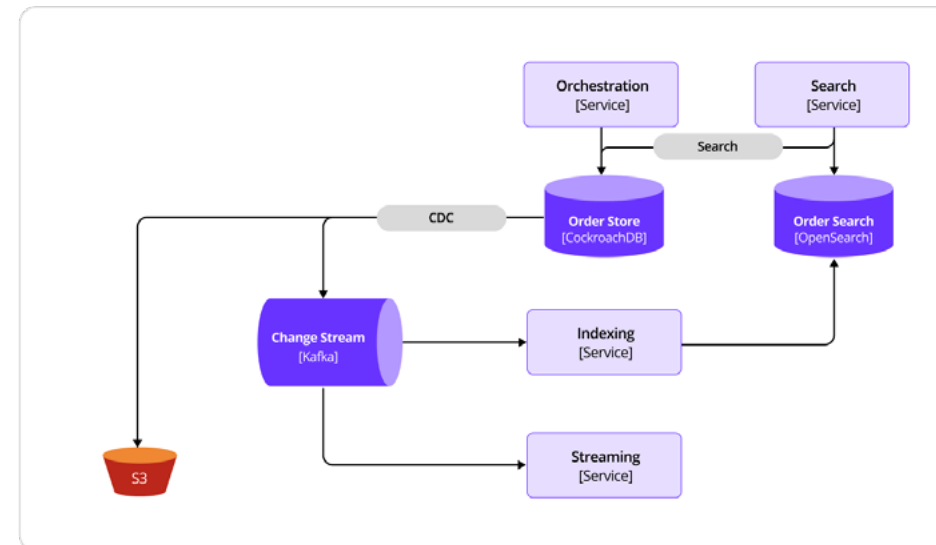 Orchestration
[Service]
Search
[Service]
Search
Order Store
[CockroachDB]
Order Search
[OpenSearch]
CDC
Change Stream
[Kafka]
Indexing
[Service]
Streaming
[Service]
S3